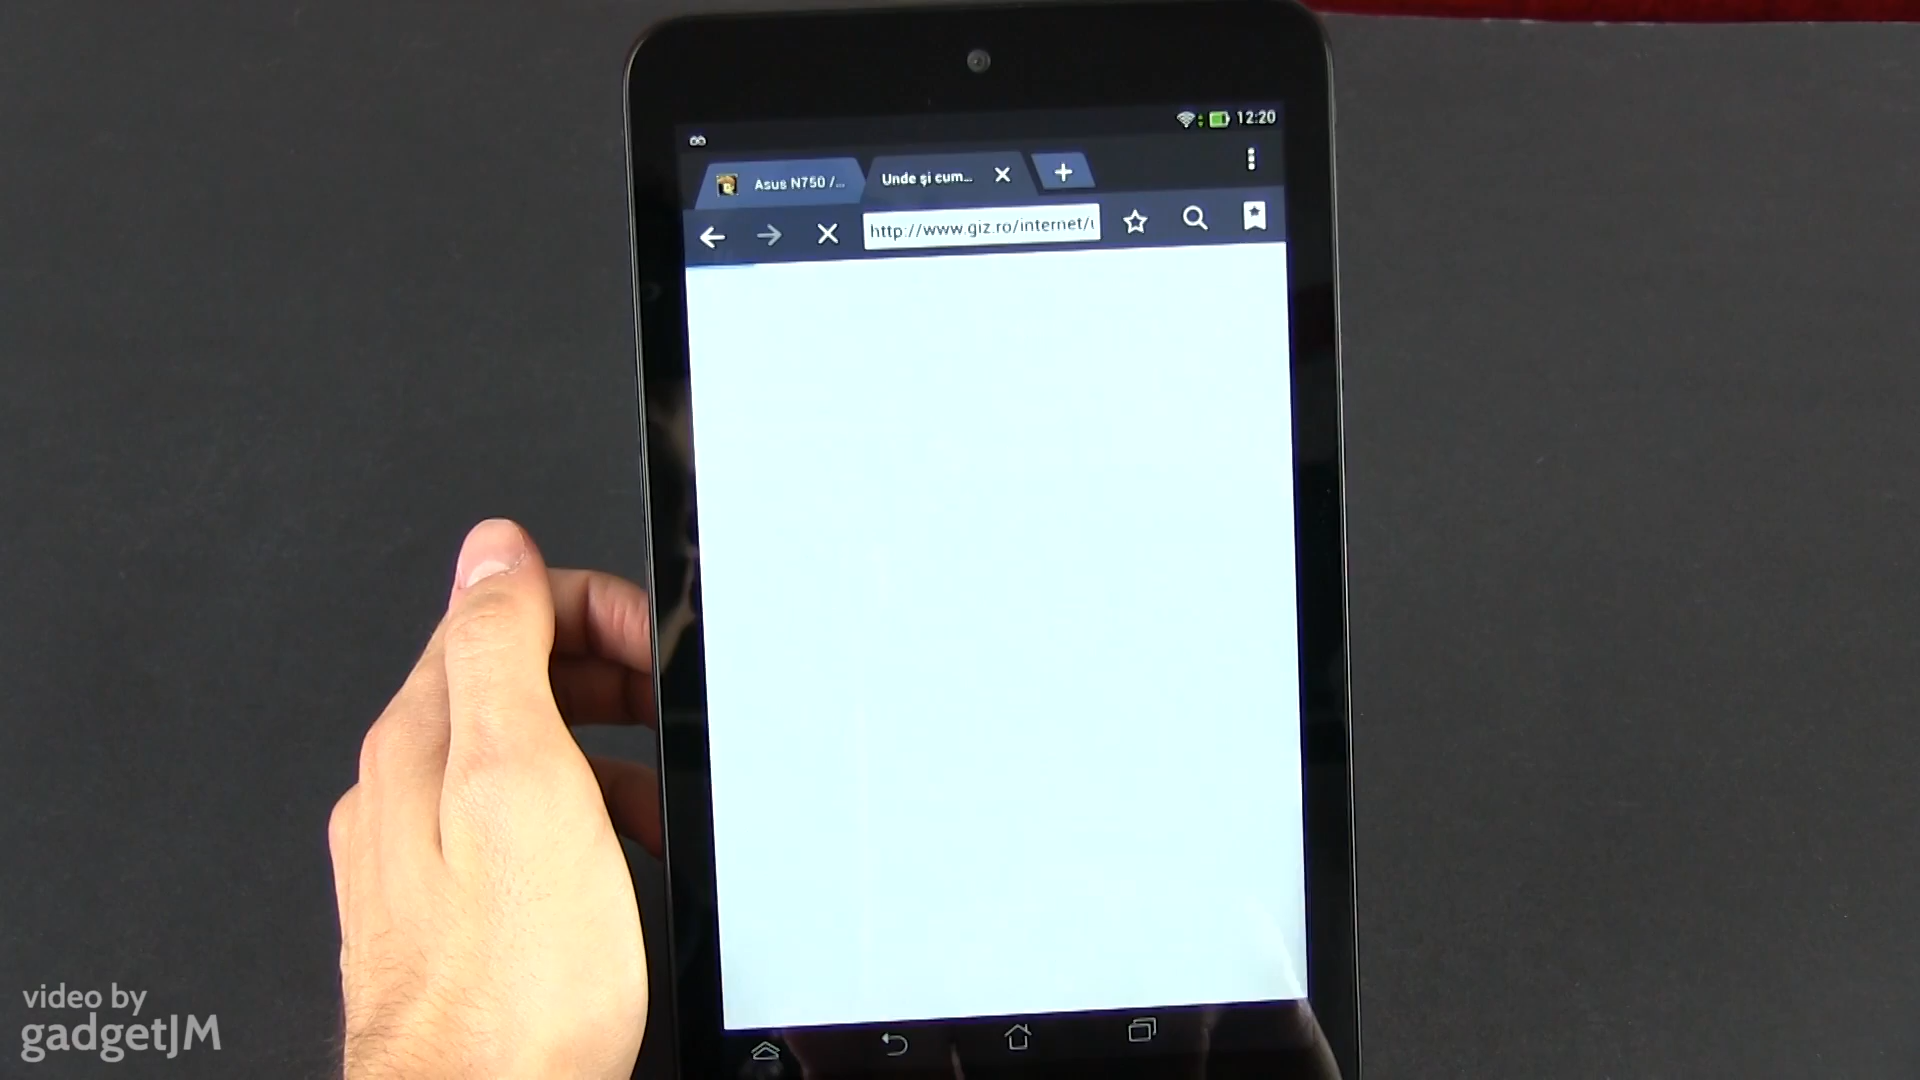 12:20
Asus N750 /...
Unde și cum...
http://www.giz.ro/internet/u
video by
gadgetJM